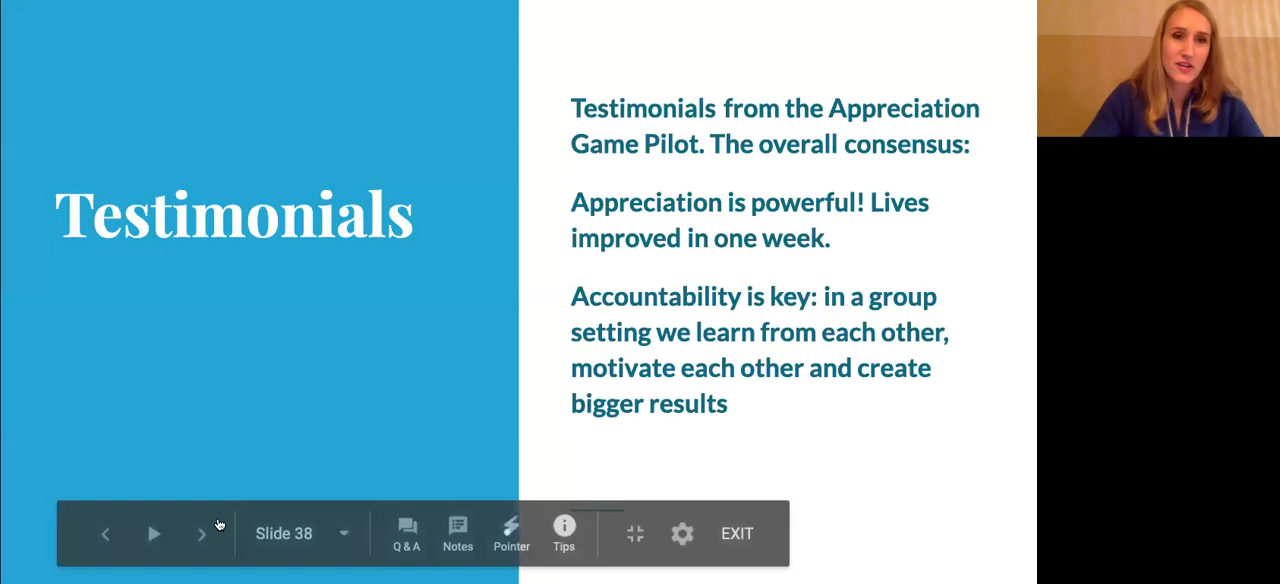 Testimonials
Testimonials from the Appreciation
Game Pilot. The overall consensus:
Appreciation is powerful! Lives
improved in one week.
Accountability is key: in a group
setting we learn from each other,
motivate each other and create
bigger results
Slide 38
Q & A
Notes
Pointer
Tips
EXIT